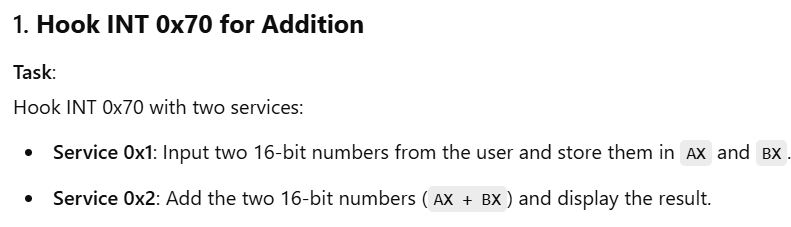 1. Hook INT 0x70 for Addition
Task:
Hook INT 0x70 with two services:
• Service 0x1: Input two 16-bit numbers from the user and store them in AX and BX.
• Service 0x2: Add the two 16-bit numbers (AX + BX) and display the result.